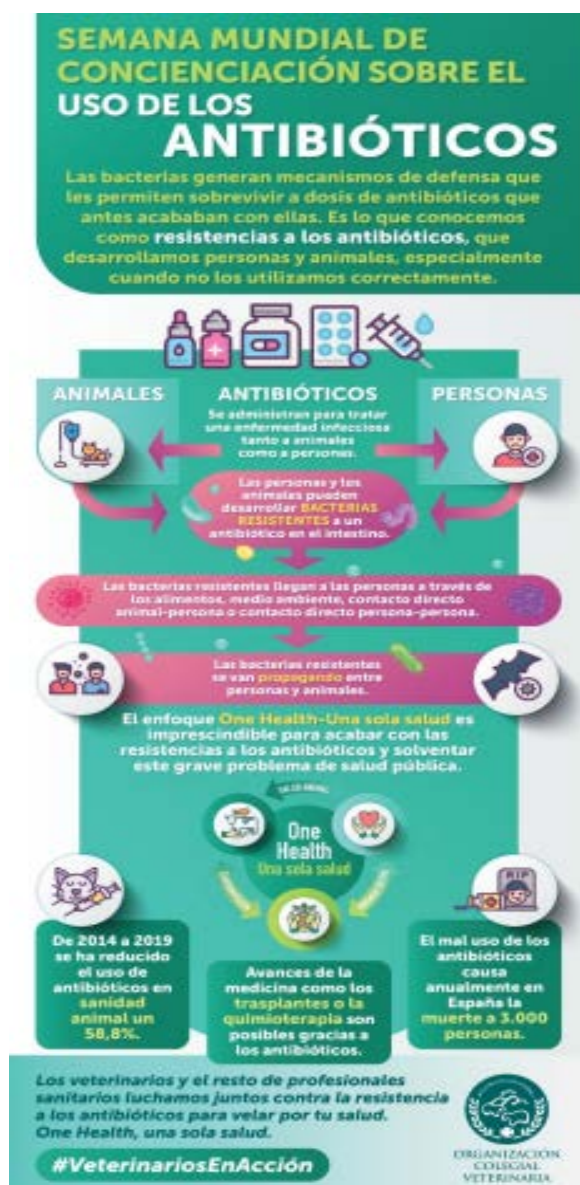 SEMANA MUNDIAL DE
CONCIENCIACIÓN SOBRE EL
USO DE LOS
ANTIBIÓTICOS
Las bacterias generan mecanismos de defensa que
les permiten sobrevivir a dosis de antibióticos que
antes acababan con ellas. Es lo que conocemos
como resistencias a los antibióticos, que
desarrollamos personas y animales, especialmente
cuando no los utilizamos correctamente.
ANIMALES
ANTIBIÓTICOS
PERSONAS
Se administran para tratar
una enfermedad infecciosa
tanto a animales
como a personas.
Las personas y los
animales pueden
desarrollar BACTERIAS
RESISTENTES a un
antibiótico en el intestino.
Las bacterias resistentes llegan a las personas a través de
los alimentos, medio ambiente, contacto directo
animal-persona o contacto directo persona-persona.
Las bacterias resistentes
se van propagando entre
personas y animales.
El enfoque One Health-Una sola salud es
imprescindible para acabar con las
resistencias a los antibióticos y solventar
este grave problema de salud pública.
SALUD ANIMAL
One
Health
Una sola salud
RIP
De 2014 a 2019
se ha reducido
el uso de
antibióticos en
sanidad
animal un
58,8%.
Avances de la
medicina como los
trasplantes o la
quimioterapia son
posibles gracias a
los antibióticos.
El mal uso de los
antibióticos
causa
anualmente en
España la
muerte a 3.000
personas.
Los veterinarios y el resto de profesionales
sanitarios luchamos juntos contra la resistencia
a los antibióticos para velar por tu salud.
One Health, una sola salud.
#VeterinariosEnAcción
ORGANIZACIÓN
COLEGIAL
VETERINARIA